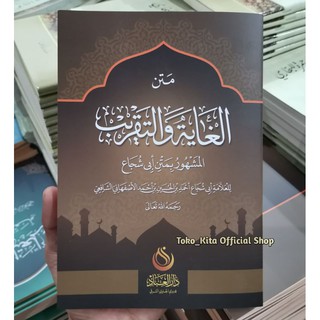 متن
الغاية والتقريب
المشهور بمتن أبي شجاع
للعلامة أبي شجاع أحمد بن الحسين بن أحمد الأصفهاني الشافعي
رحمه الله تعالى
Toko_Kita Official Shop